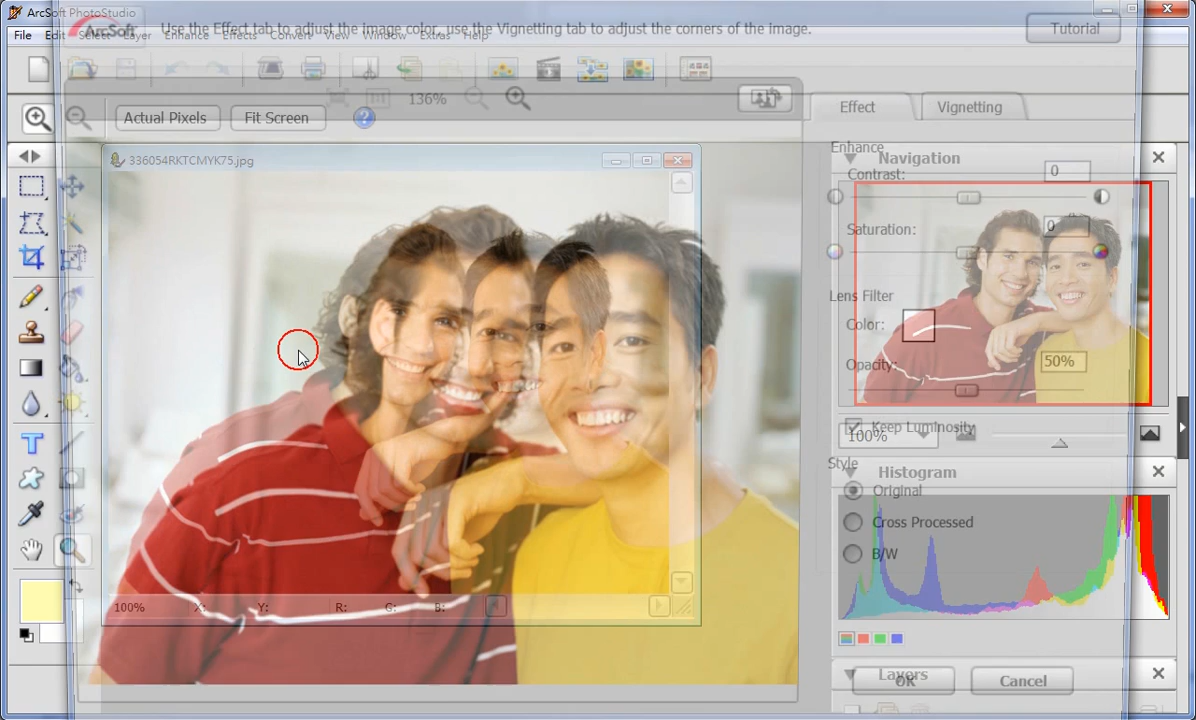 ArcSoft PhotoStudio
File Edit Select Layer Enhance Effects Convert View Window Extras Help
ArcSoft
Use the Effect tab to adjust the image color, use the Vignetting tab to adjust the corners of the image.
Tutorial
136%
Actual Pixels
Fit Screen
?
Effect
Vignetting
336054RKTCMYK75.jpg
Enhance
Navigation
Contrast:
0
Saturation:
0
Lens Filter
Color:
Opacity:
50%
Keep Luminosity
100%
Style
Histogram
Original
Cross Processed
B/W
100% X: Y: R: G: B:
Layers
OK
Cancel